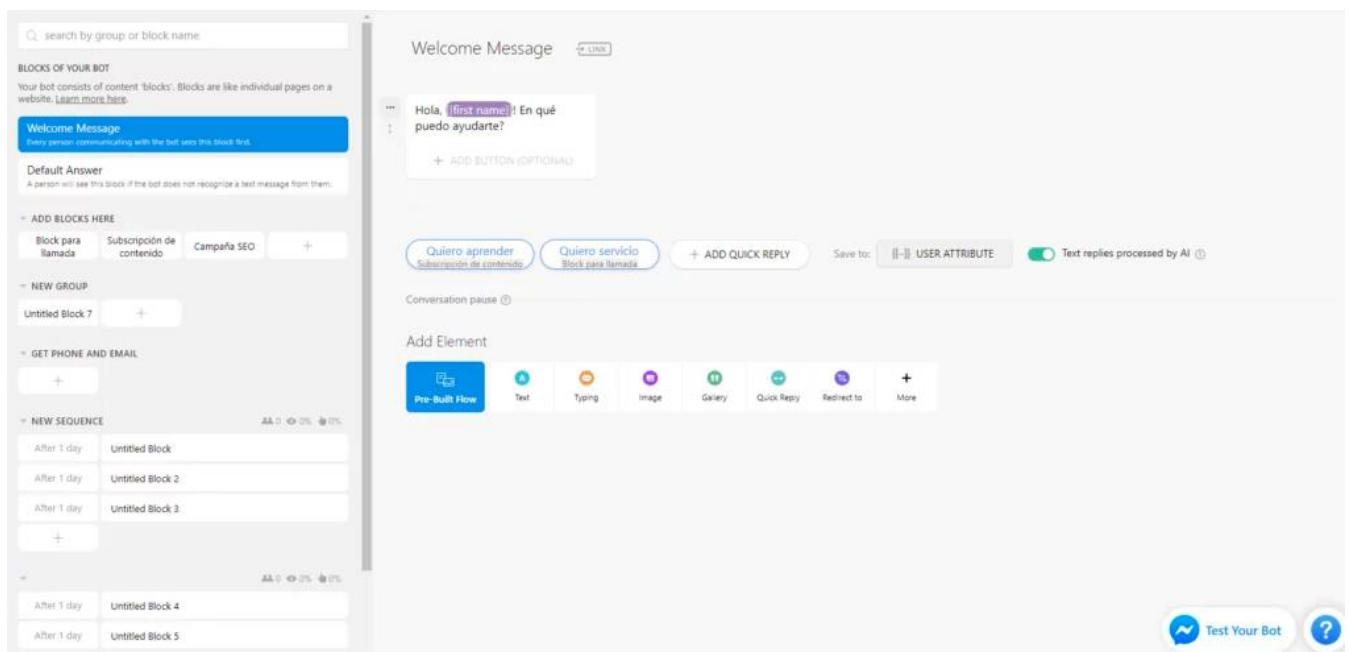 search by group or block name
BLOCKS OF YOUR BOT
Your bot consists of content 'blocks'. Blocks are like individual pages on a
website. Learn more here.
Welcome Message
Every person communicating with the bot sees this block first.
Default Answer
A person will see this block if the bot does not recognize a text message from them.
ADD BLOCKS HERE
Block para
llamada
Subscripción de
contenido
Campaña SEO
NEW GROUP
Untitled Block 7
GET PHONE AND EMAIL
NEW SEQUENCE
0 0% 0%
After 1 day Untitled Block
After 1 day Untitled Block 2
After 1 day Untitled Block 3
0 0% 0%
After 1 day Untitled Block 4
After 1 day Untitled Block 5
Welcome Message
LINK
Hola, {{first name}}! En qué
puedo ayudarte?
+ ADD BUTTON (OPTIONAL)
Quiero aprender
Subscripción de contenido
Quiero servicio
Block para llamada
+ ADD QUICK REPLY
Save to:
USER ATTRIBUTE
Text replies processed by AI
Conversation pause
Add Element
Pre-Built Flow
Text
Typing
Image
Gallery
Quick Reply
Redirect to
More
Test Your Bot
?